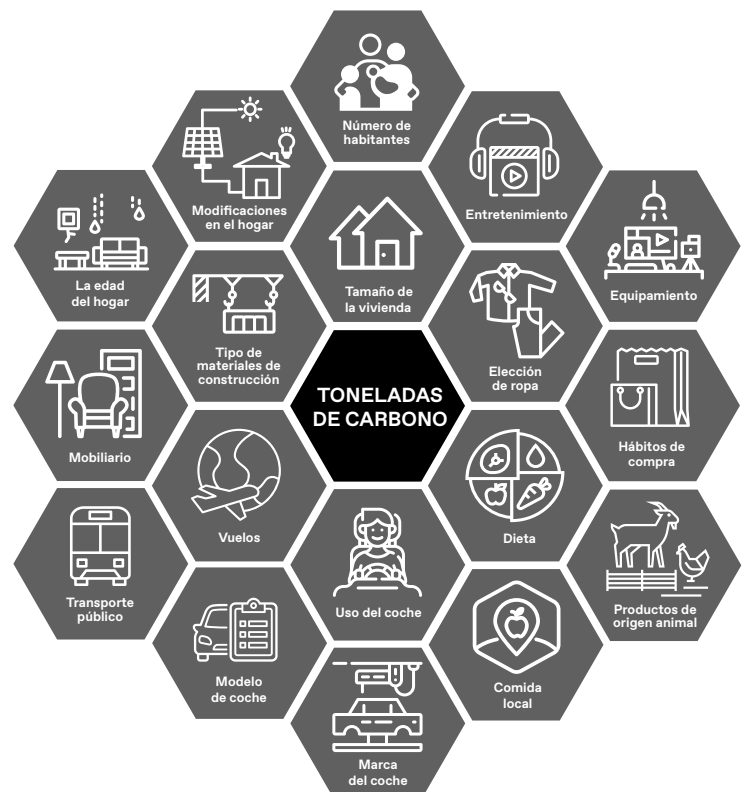 Número de
habitantes
Modificaciones
en el hogar
Entretenimiento
La edad
del hogar
Tamaño de
la vivienda
Equipamiento
Tipo de
materiales de
construcción
Elección
de ropa
TONELADAS
DE CARBONO
Mobiliario
Hábitos de
compra
Vuelos
Dieta
Transporte
público
Uso del coche
Productos de
origen animal
Modelo
de coche
Comida
local
Marca
del coche